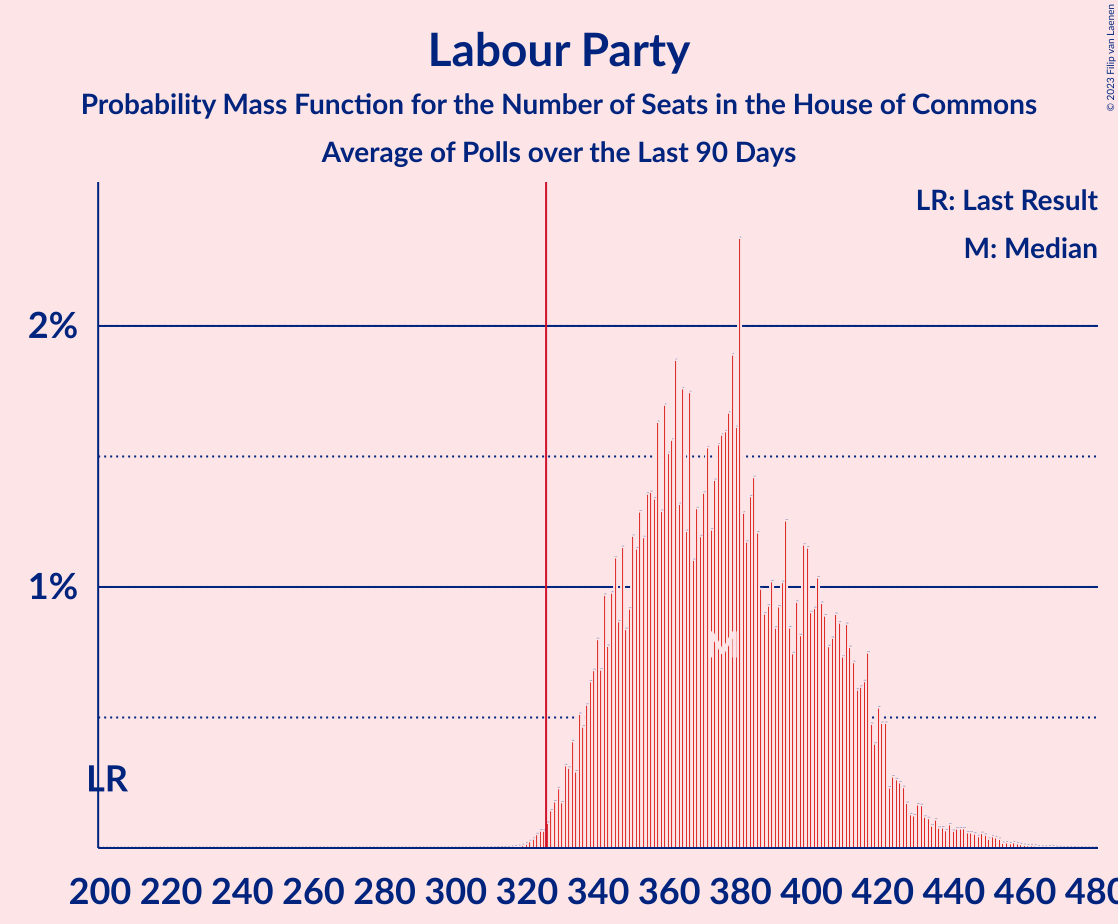 Labour Party
Probability Mass Function for the Number of Seats in the House of Commons
Average of Polls over the Last 90 Days
© 2023 Filip van Laenen
LR: Last Result
M: Median
2%
1%
M
LR
200 220 240 260 280 300 320 340 360 380 400 420 440 460 480